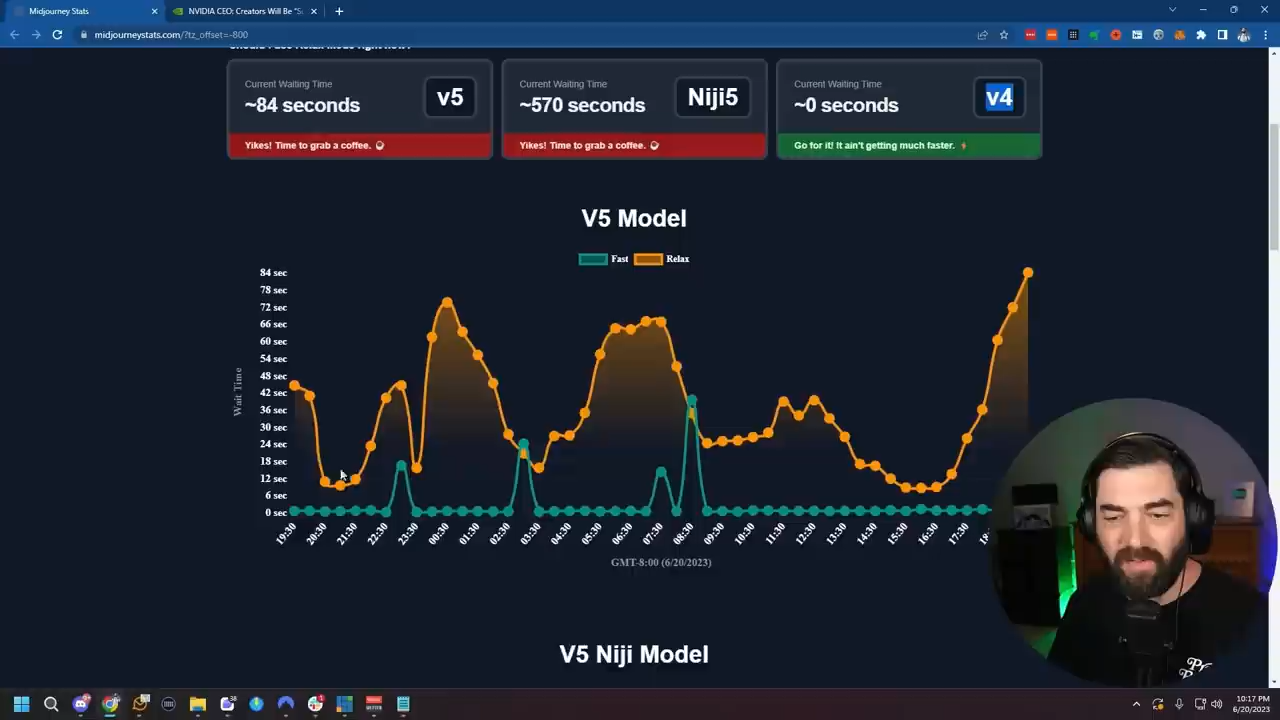 Midjourney Stats
NVIDIA CEO: Creators Will Be "Su
midjourneystats.com/?tz_offset=-800
Current Waiting Time
~84 seconds
v5
Yikes! Time to grab a coffee.
Current Waiting Time
~570 seconds
Niji5
Yikes! Time to grab a coffee.
Current Waiting Time
~0 seconds
v4
Go for it! It ain't getting much faster.
V5 Model
Fast
Relax
84 sec
78 sec
72 sec
66 sec
60 sec
54 sec
48 sec
42 sec
36 sec
30 sec
24 sec
18 sec
12 sec
6 sec
0 sec
Wait Time
19:30
20:30
21:30
22:30
23:30
00:30
01:30
02:30
03:30
04:30
05:30
06:30
07:30
08:30
09:30
10:30
11:30
12:30
13:30
14:30
15:30
16:30
17:30
GMT-8:00 (6/20/2023)
V5 Niji Model
10:17 PM
6/20/2023